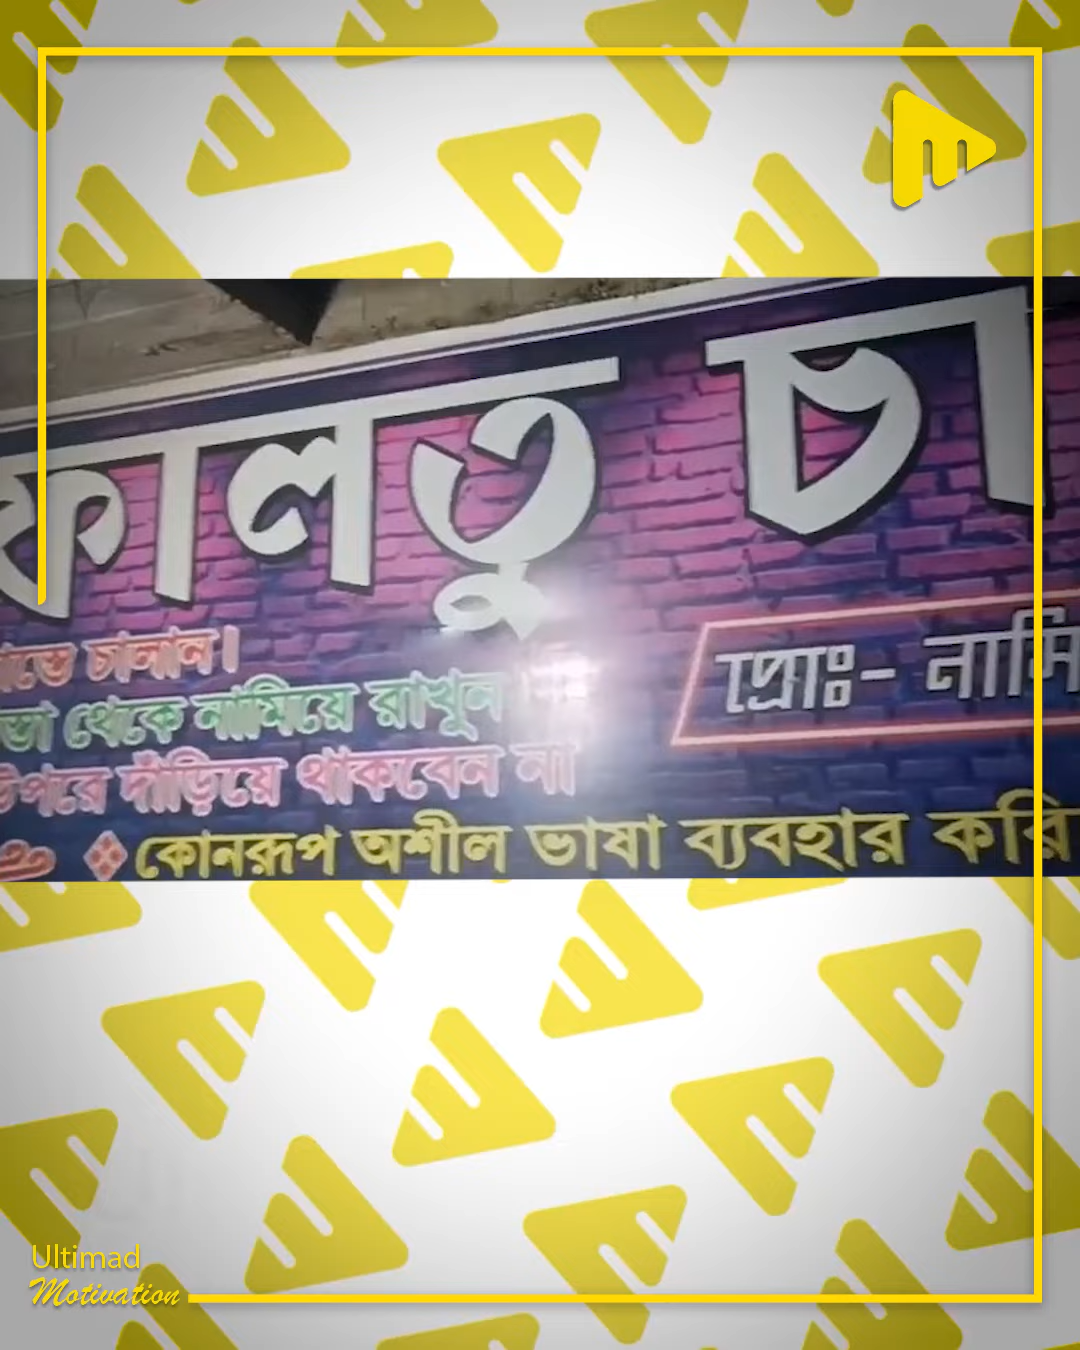 ফালতু চা
চালান।
থেকে নামিয়ে রাখুন
উপরে দাঁড়িয়ে থাকবেন না
প্রোঃ- নাসি
কোনরূপ অশ্লীল ভাষা ব্যবহার করি
Ultimad
Motivation